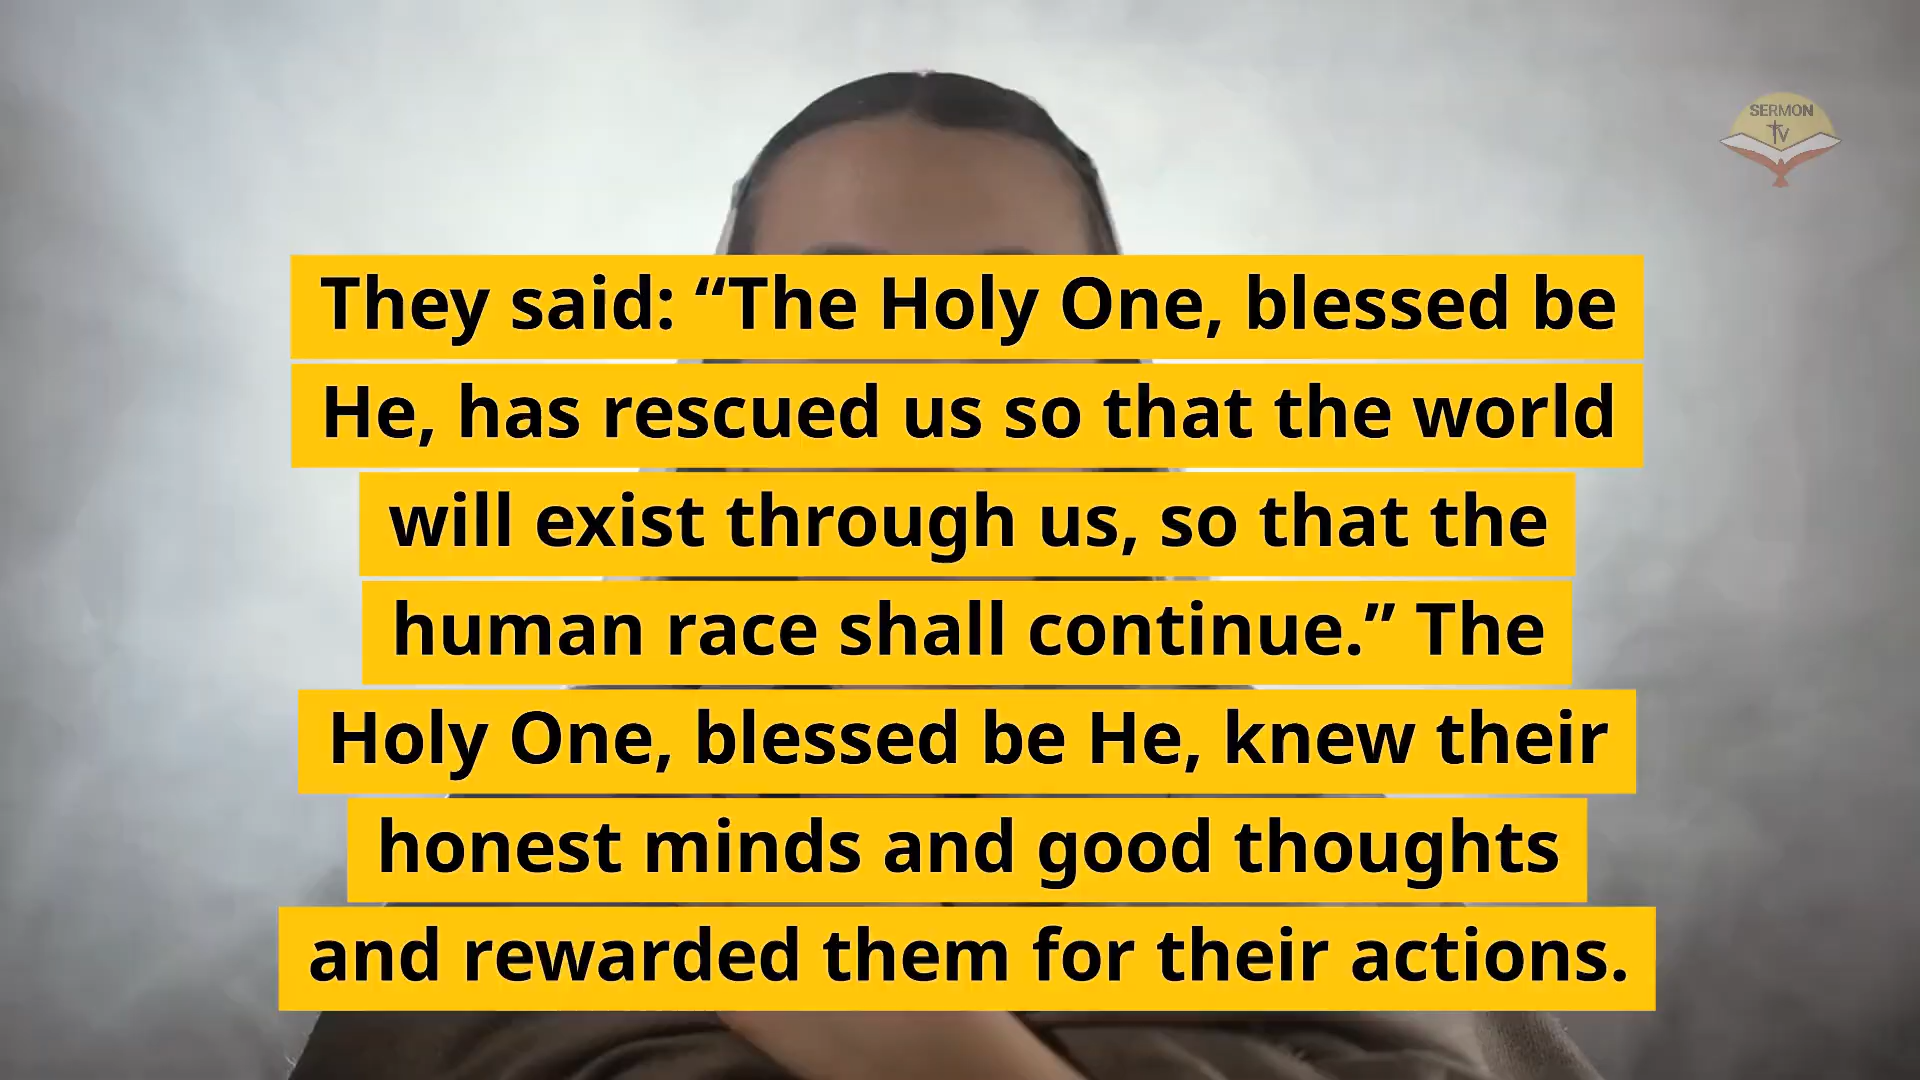 SERMON
TV
They said: “The Holy One, blessed be
He, has rescued us so that the world
will exist through us, so that the
human race shall continue.” The
Holy One, blessed be He, knew their
honest minds and good thoughts
and rewarded them for their actions.